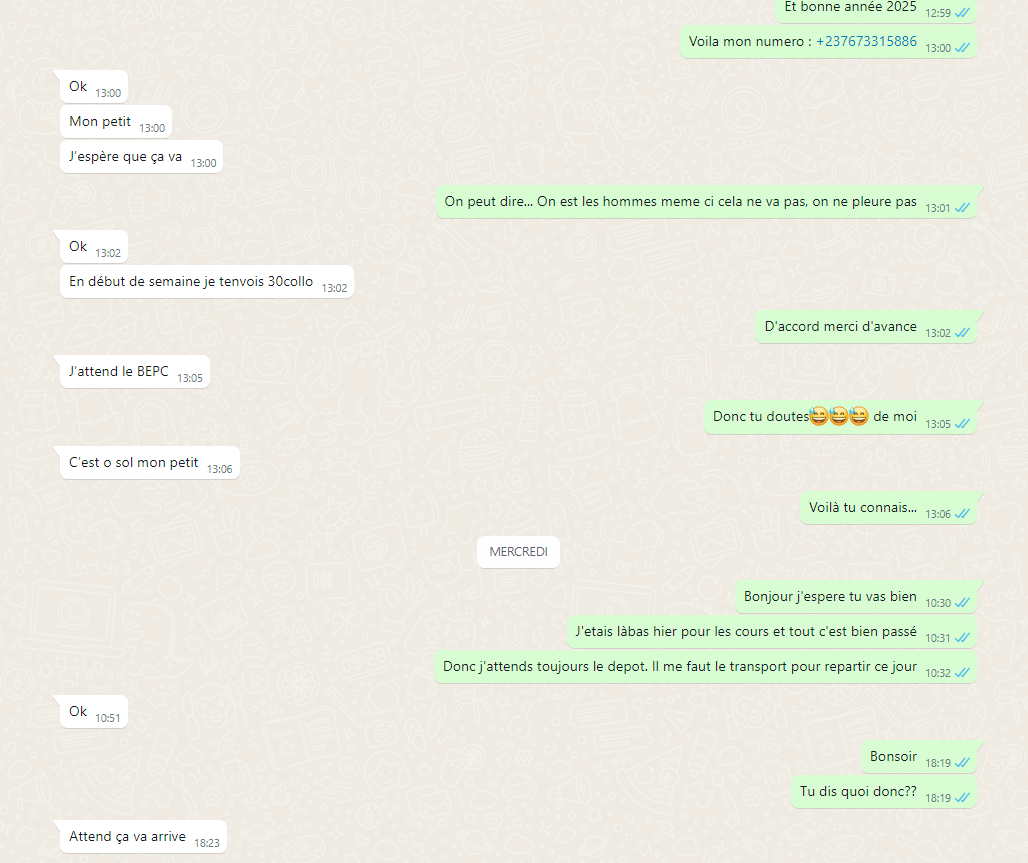 Et bonne année 2025 12:59
Voila mon numero : +237673315886 13:00
Ok 13:00
Mon petit 13:00
J'espère que ça va 13:00
On peut dire... On est les hommes meme ci cela ne va pas, on ne pleure pas 13:01
Ok 13:02
En début de semaine je tenvois 30collo 13:02
D'accord merci d'avance 13:02
J'attend le BEPC 13:05
Donc tu doutes😅😅😅 de moi 13:05
C'est o sol mon petit 13:06
Voilà tu connais... 13:06
MERCREDI
Bonjour j'espere tu vas bien 10:30
J'etais làbas hier pour les cours et tout c'est bien passé 10:31
Donc j'attends toujours le depot. Il me faut le transport pour repartir ce jour 10:32
Ok 10:51
Bonsoir 18:19
Tu dis quoi donc?? 18:19
Attend ça va arrive 18:23